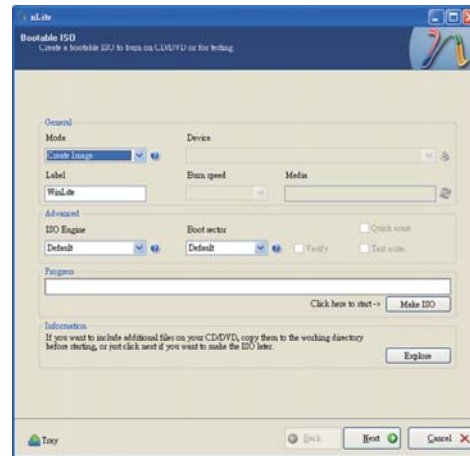 nLite
Bootable ISO
Create a bootable ISO to burn on CD/DVD or for testing.
General
Mode
Device
Create Image
Label
Burn speed
Media
WinLite
Advanced
ISO Engine
Boot sector
Quick erase
Default
Default
Verify
Test write
Progress
Click here to start ->
Make ISO
Information
If you want to include additional files on your CD/DVD, copy them to the working directory
before starting, or just click next if you want to make the ISO later.
Explore
Tray
Back
Next
Cancel